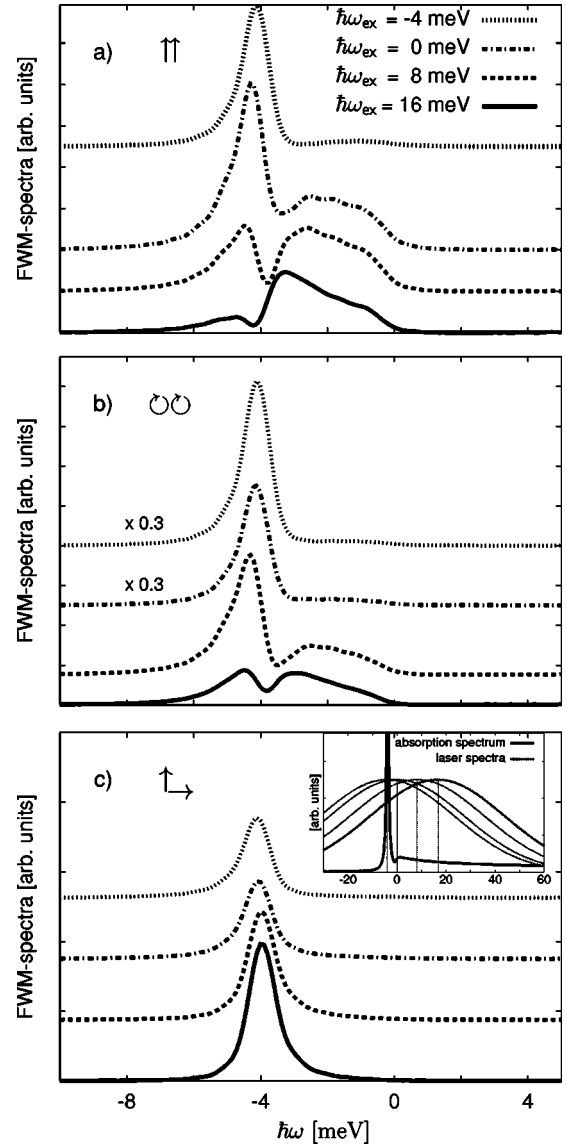 a) ⇈
ħω_ex = -4 meV
ħω_ex = 0 meV
ħω_ex = 8 meV
ħω_ex = 16 meV
FWM-spectra [arb. units]
b) ↻↻
x 0.3
x 0.3
FWM-spectra [arb. units]
c) ↑→
absorption spectrum
laser spectra
[arb. units]
-20 0 20 40 60
FWM-spectra [arb. units]
-8 -4 0 4
ħω [meV]